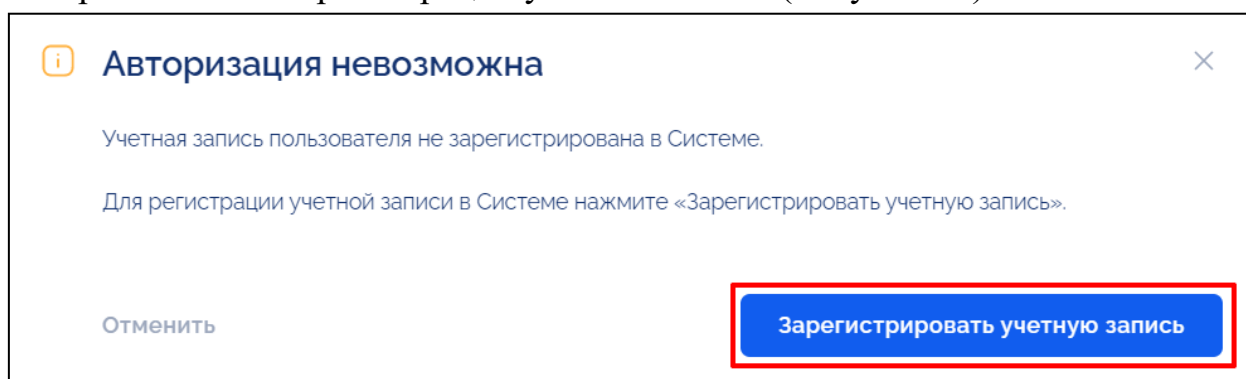 Авторизация невозможна
Учетная запись пользователя не зарегистрирована в Системе.
Для регистрации учетной записи в Системе нажмите «Зарегистрировать учетную запись».
Отменить
Зарегистрировать учетную запись